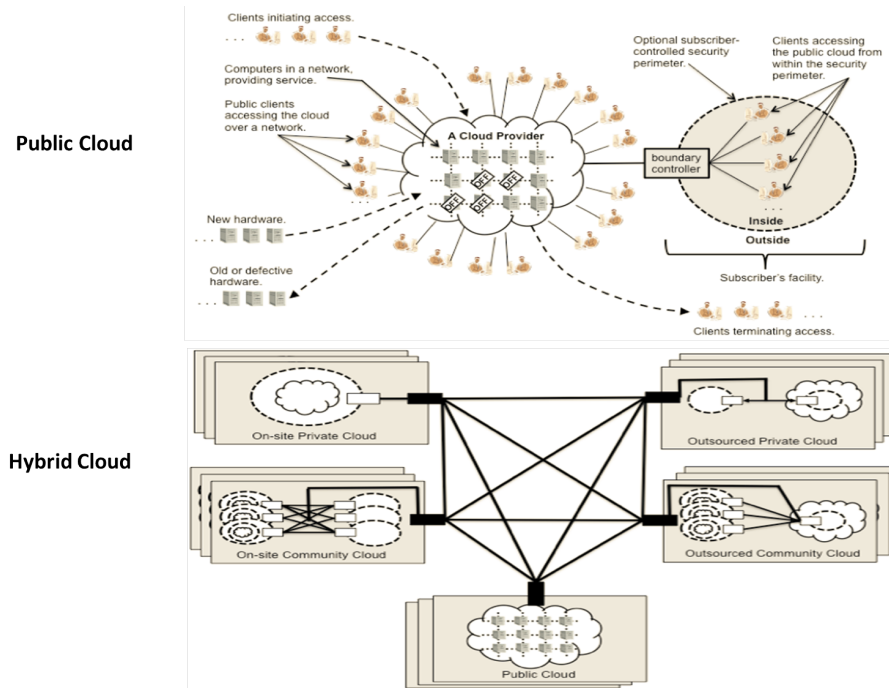 Public Cloud
Clients initiating access.
. . .
Computers in a network,
providing service.
Public clients
accessing the cloud
over a network.
. . .
New hardware.
. . .
Old or defective
hardware.
. . .
A Cloud Provider
OFF OFF
OFF OFF
Optional subscriber-
controlled security
perimeter.
Clients accessing
the public cloud from
within the security
perimeter.
boundary
controller
. . .
Inside
Outside
Subscriber's facility.
. . .
Clients terminating access.
Hybrid Cloud
On-site Private Cloud
Outsourced Private Cloud
On-site Community Cloud
Outsourced Community Cloud
Public Cloud